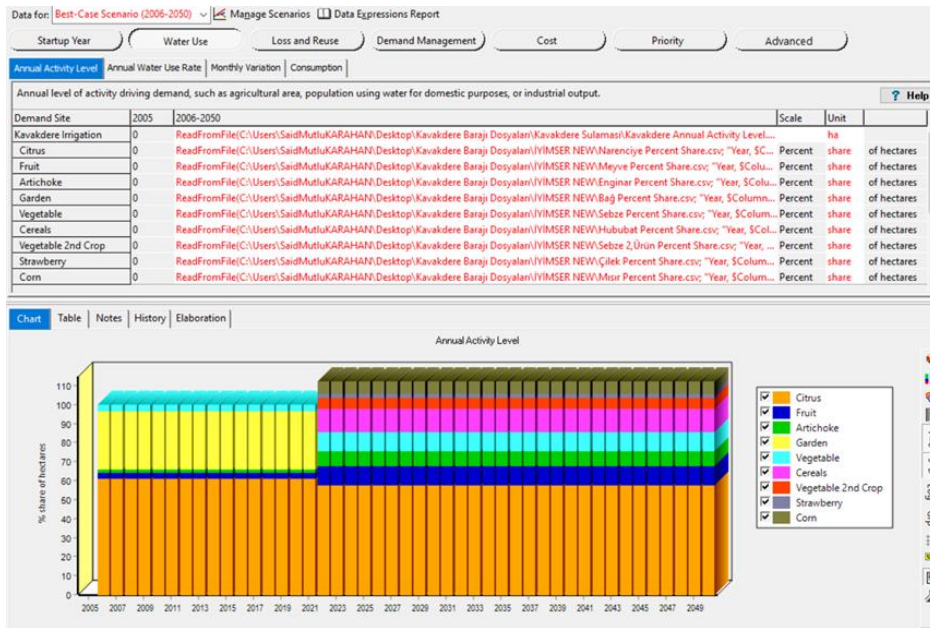 Data for: Best-Case Scenario (2006-2050) Manage Scenarios Data Expressions Report
Startup Year Water Use Loss and Reuse Demand Management Cost Priority Advanced
Annual Activity Level Annual Water Use Rate Monthly Variation Consumption
Annual level of activity driving demand, such as agricultural area, population using water for domestic purposes, or industrial output. ? Help
Demand Site 2005 2006-2050 Scale Unit
Kavakdere Irrigation 0 ReadFromFile(C:\Users\SaidMutluKARAHAN\Desktop\Kavakdere Barajı Dosyaları\Kavakdere Sulaması\Kavakdere Annual Activity Level.... ha
Citrus 0 ReadFromFile(C:\Users\SaidMutluKARAHAN\Desktop\Kavakdere Barajı Dosyaları\İYİMSER NEW\Narenciye Percent Share.csv; "Year, $C... Percent share of hectares
Fruit 0 ReadFromFile(C:\Users\SaidMutluKARAHAN\Desktop\Kavakdere Barajı Dosyaları\İYİMSER NEW\Meyve Percent Share.csv; "Year, $Colu... Percent share of hectares
Artichoke 0 ReadFromFile(C:\Users\SaidMutluKARAHAN\Desktop\Kavakdere Barajı Dosyaları\İYİMSER NEW\Enginar Percent Share.csv; "Year, $Colu... Percent share of hectares
Garden 0 ReadFromFile(C:\Users\SaidMutluKARAHAN\Desktop\Kavakdere Barajı Dosyaları\İYİMSER NEW\Bağ Percent Share.csv; "Year, $Column... Percent share of hectares
Vegetable 0 ReadFromFile(C:\Users\SaidMutluKARAHAN\Desktop\Kavakdere Barajı Dosyaları\İYİMSER NEW\Sebze Percent Share.csv; "Year, $Colum... Percent share of hectares
Cereals 0 ReadFromFile(C:\Users\SaidMutluKARAHAN\Desktop\Kavakdere Barajı Dosyaları\İYİMSER NEW\Hububat Percent Share.csv; "Year, $Col... Percent share of hectares
Vegetable 2nd Crop 0 ReadFromFile(C:\Users\SaidMutluKARAHAN\Desktop\Kavakdere Barajı Dosyaları\İYİMSER NEW\Sebze 2,Ürün Percent Share.csv; "Year, ... Percent share of hectares
Strawberry 0 ReadFromFile(C:\Users\SaidMutluKARAHAN\Desktop\Kavakdere Barajı Dosyaları\İYİMSER NEW\Çilek Percent Share.csv; "Year, $Colum... Percent share of hectares
Corn 0 ReadFromFile(C:\Users\SaidMutluKARAHAN\Desktop\Kavakdere Barajı Dosyaları\İYİMSER NEW\Mısır Percent Share.csv; "Year, $Colum... Percent share of hectares
Chart Table Notes History Elaboration
Annual Activity Level
% share of hectares
110
100
90
80
70
60
50
40
30
20
10
0
2005 2007 2009 2011 2013 2015 2017 2019 2021 2023 2025 2027 2029 2031 2033 2035 2037 2039 2041 2043 2045 2047 2049
Citrus
Fruit
Artichoke
Garden
Vegetable
Cereals
Vegetable 2nd Crop
Strawberry
Corn